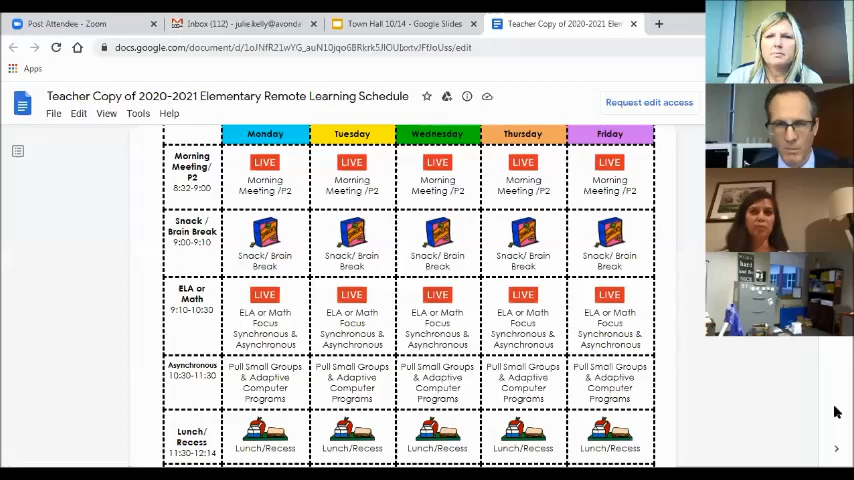 Post Attendee - Zoom
Inbox (112) - julie.kelly@avonda
Town Hall 10/14 - Google Slides
Teacher Copy of 2020-2021 Elem
Apps
Teacher Copy of 2020-2021 Elementary Remote Learning Schedule
Request edit access
File Edit View Tools Help
Monday Tuesday Wednesday Thursday Friday
Morning
Meeting/
P2
8:32-9:00
LIVE LIVE LIVE LIVE LIVE
Morning Morning Morning Morning Morning
Meeting /P2 Meeting /P2 Meeting /P2 Meeting /P2 Meeting /P2
Snack /
Brain Break
9:00-9:10
Snack/ Brain Snack/ Brain Snack/ Brain Snack/ Brain Snack/ Brain
Break Break Break Break Break
ELA or
Math
9:10-10:30
LIVE LIVE LIVE LIVE LIVE
ELA or Math ELA or Math ELA or Math ELA or Math ELA or Math
Focus Focus Focus Focus Focus
Synchronous & Synchronous & Synchronous & Synchronous & Synchronous &
Asynchronous Asynchronous Asynchronous Asynchronous Asynchronous
Asynchronous
10:30-11:30
Pull Small Groups Pull Small Groups Pull Small Groups Pull Small Groups Pull Small Groups
& Adaptive & Adaptive & Adaptive & Adaptive & Adaptive
Computer Computer Computer Computer Computer
Programs Programs Programs Programs Programs
Lunch/
Recess
11:30-12:14
Lunch/Recess Lunch/Recess Lunch/Recess Lunch/Recess Lunch/Recess